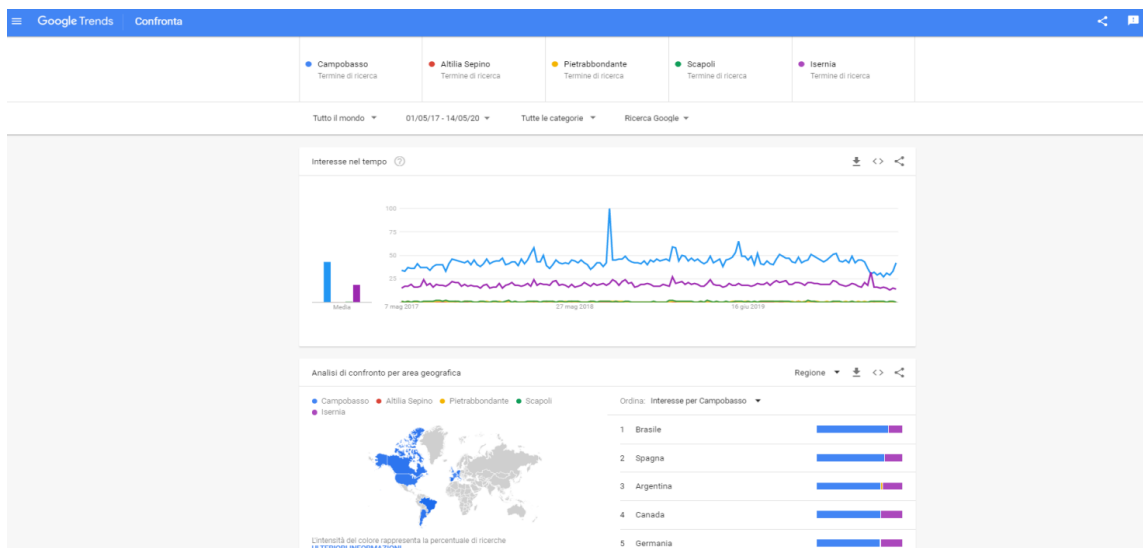 Google Trends Confronta
Campobasso
Termine di ricerca
Altilia Sepino
Termine di ricerca
Pietrabbondante
Termine di ricerca
Scapoli
Termine di ricerca
Isernia
Termine di ricerca
Tutto il mondo 01/05/17 - 14/05/20 Tutte le categorie Ricerca Google
Interesse nel tempo
100
75
50
25
Media 7 mag 2017 27 mag 2018 16 giu 2019
Analisi di confronto per area geografica Regione
Campobasso Altilia Sepino Pietrabbondante Scapoli
Isernia
Ordina: Interesse per Campobasso
1 Brasile
2 Spagna
3 Argentina
4 Canada
5 Germania
L'intensità del colore rappresenta la percentuale di ricerche
ULTERIORI INFORMAZIONI